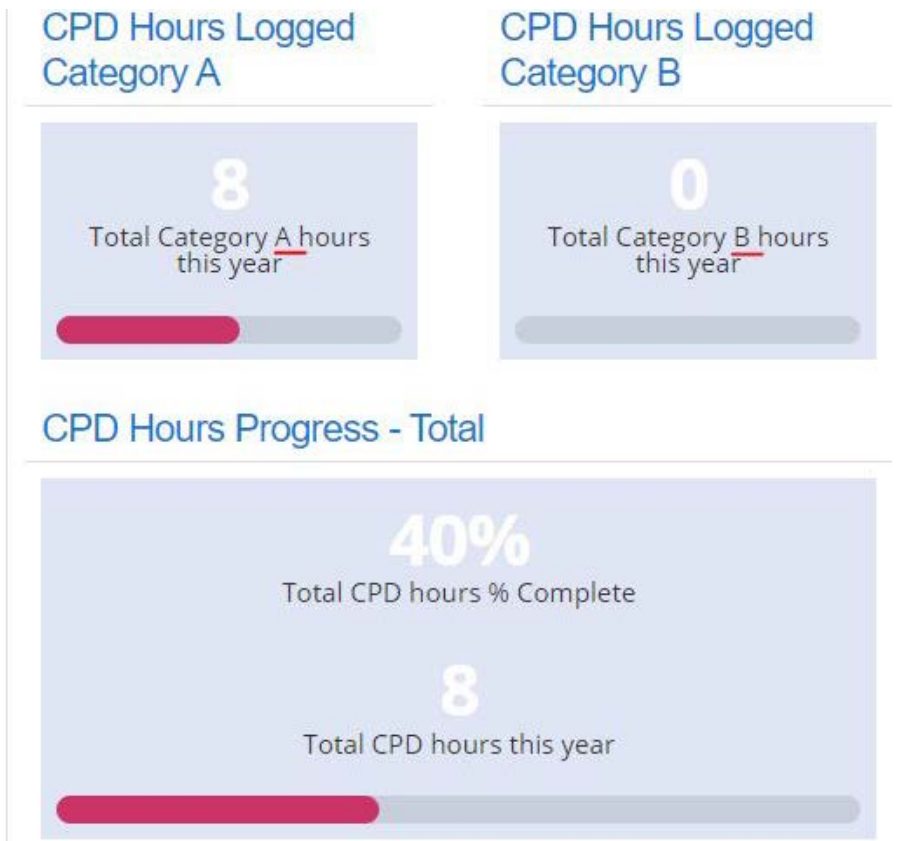 CPD Hours Logged
Category A
8
Total Category A hours
this year
CPD Hours Logged
Category B
0
Total Category B hours
this year
CPD Hours Progress - Total
40%
Total CPD hours % Complete
8
Total CPD hours this year